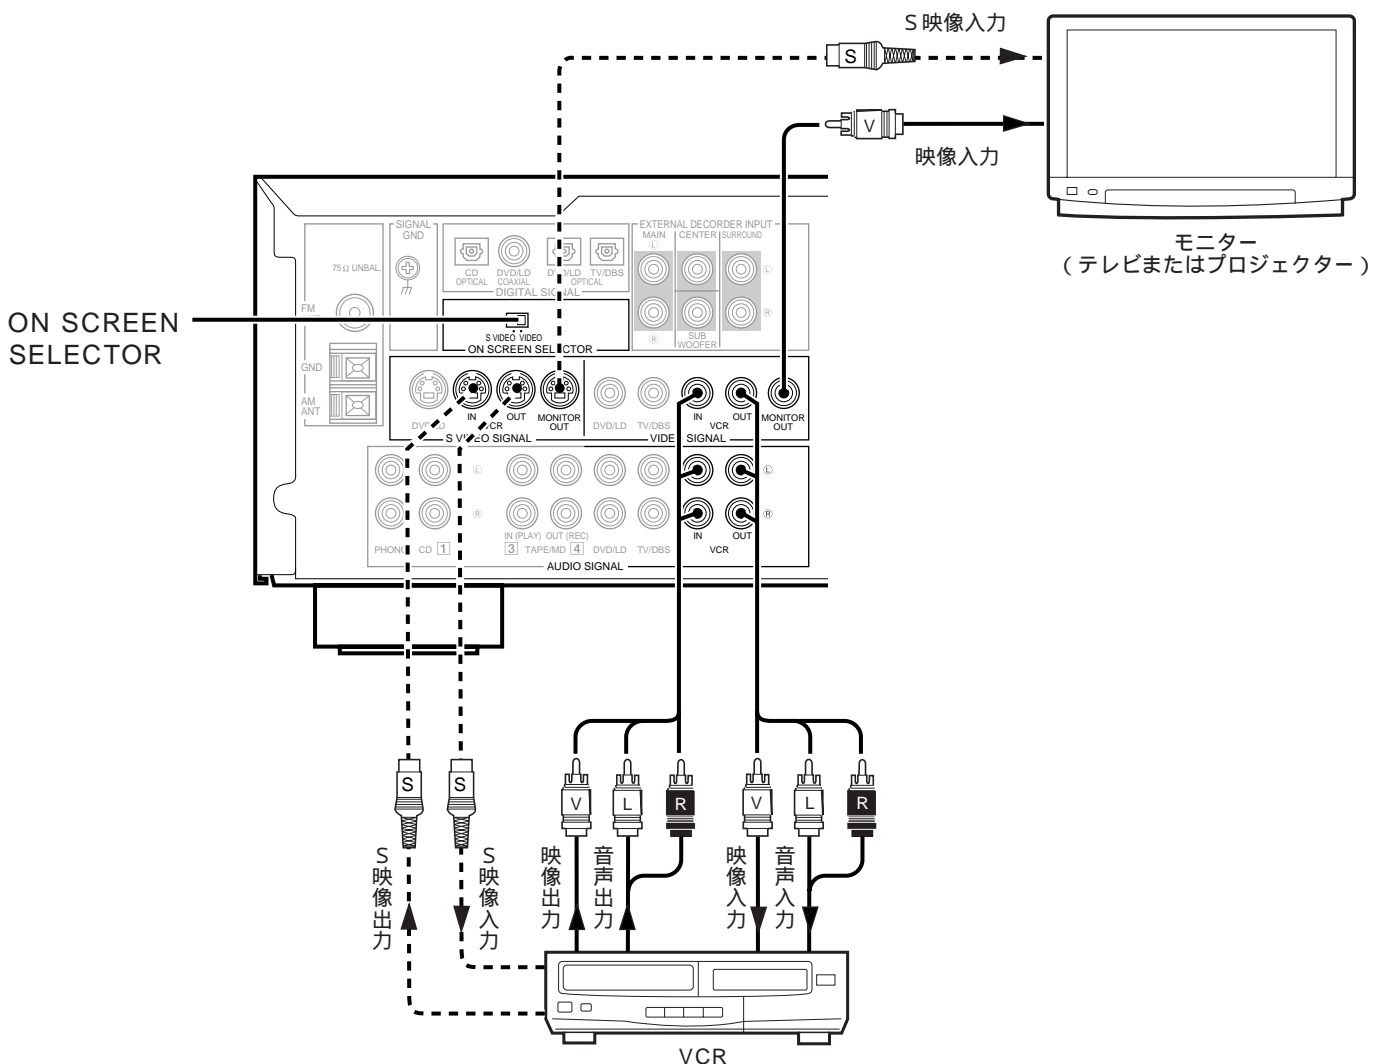 S映像入力
S
V
映像入力
モニター
(テレビまたはプロジェクター)
ON SCREEN
SELECTOR
SIGNAL
GND
75Ω UNBAL.
FM
GND
AM
ANT
CD
OPTICAL
DVD/LD
COAXIAL
DVD/LD
TV/DBS
OPTICAL
DIGITAL SIGNAL
S VIDEO VIDEO
ON SCREEN SELECTOR
EXTERNAL DECORDER INPUT
MAIN
CENTER
SURROUND
L
L
R
R
SUB
WOOFER
DVD/LD
IN
OUT
VCR
MONITOR
OUT
S VIDEO SIGNAL
DVD/LD
TV/DBS
IN
OUT
VCR
MONITOR
OUT
VIDEO SIGNAL
L
L
R
R
PHONO
CD 1
IN (PLAY) OUT (REC)
3 TAPE/MD 4
DVD/LD
TV/DBS
IN
OUT
VCR
AUDIO SIGNAL
S
S
V
L
R
V
L
R
S映像出力
S映像入力
映像出力
音声出力
映像入力
音声入力
VCR